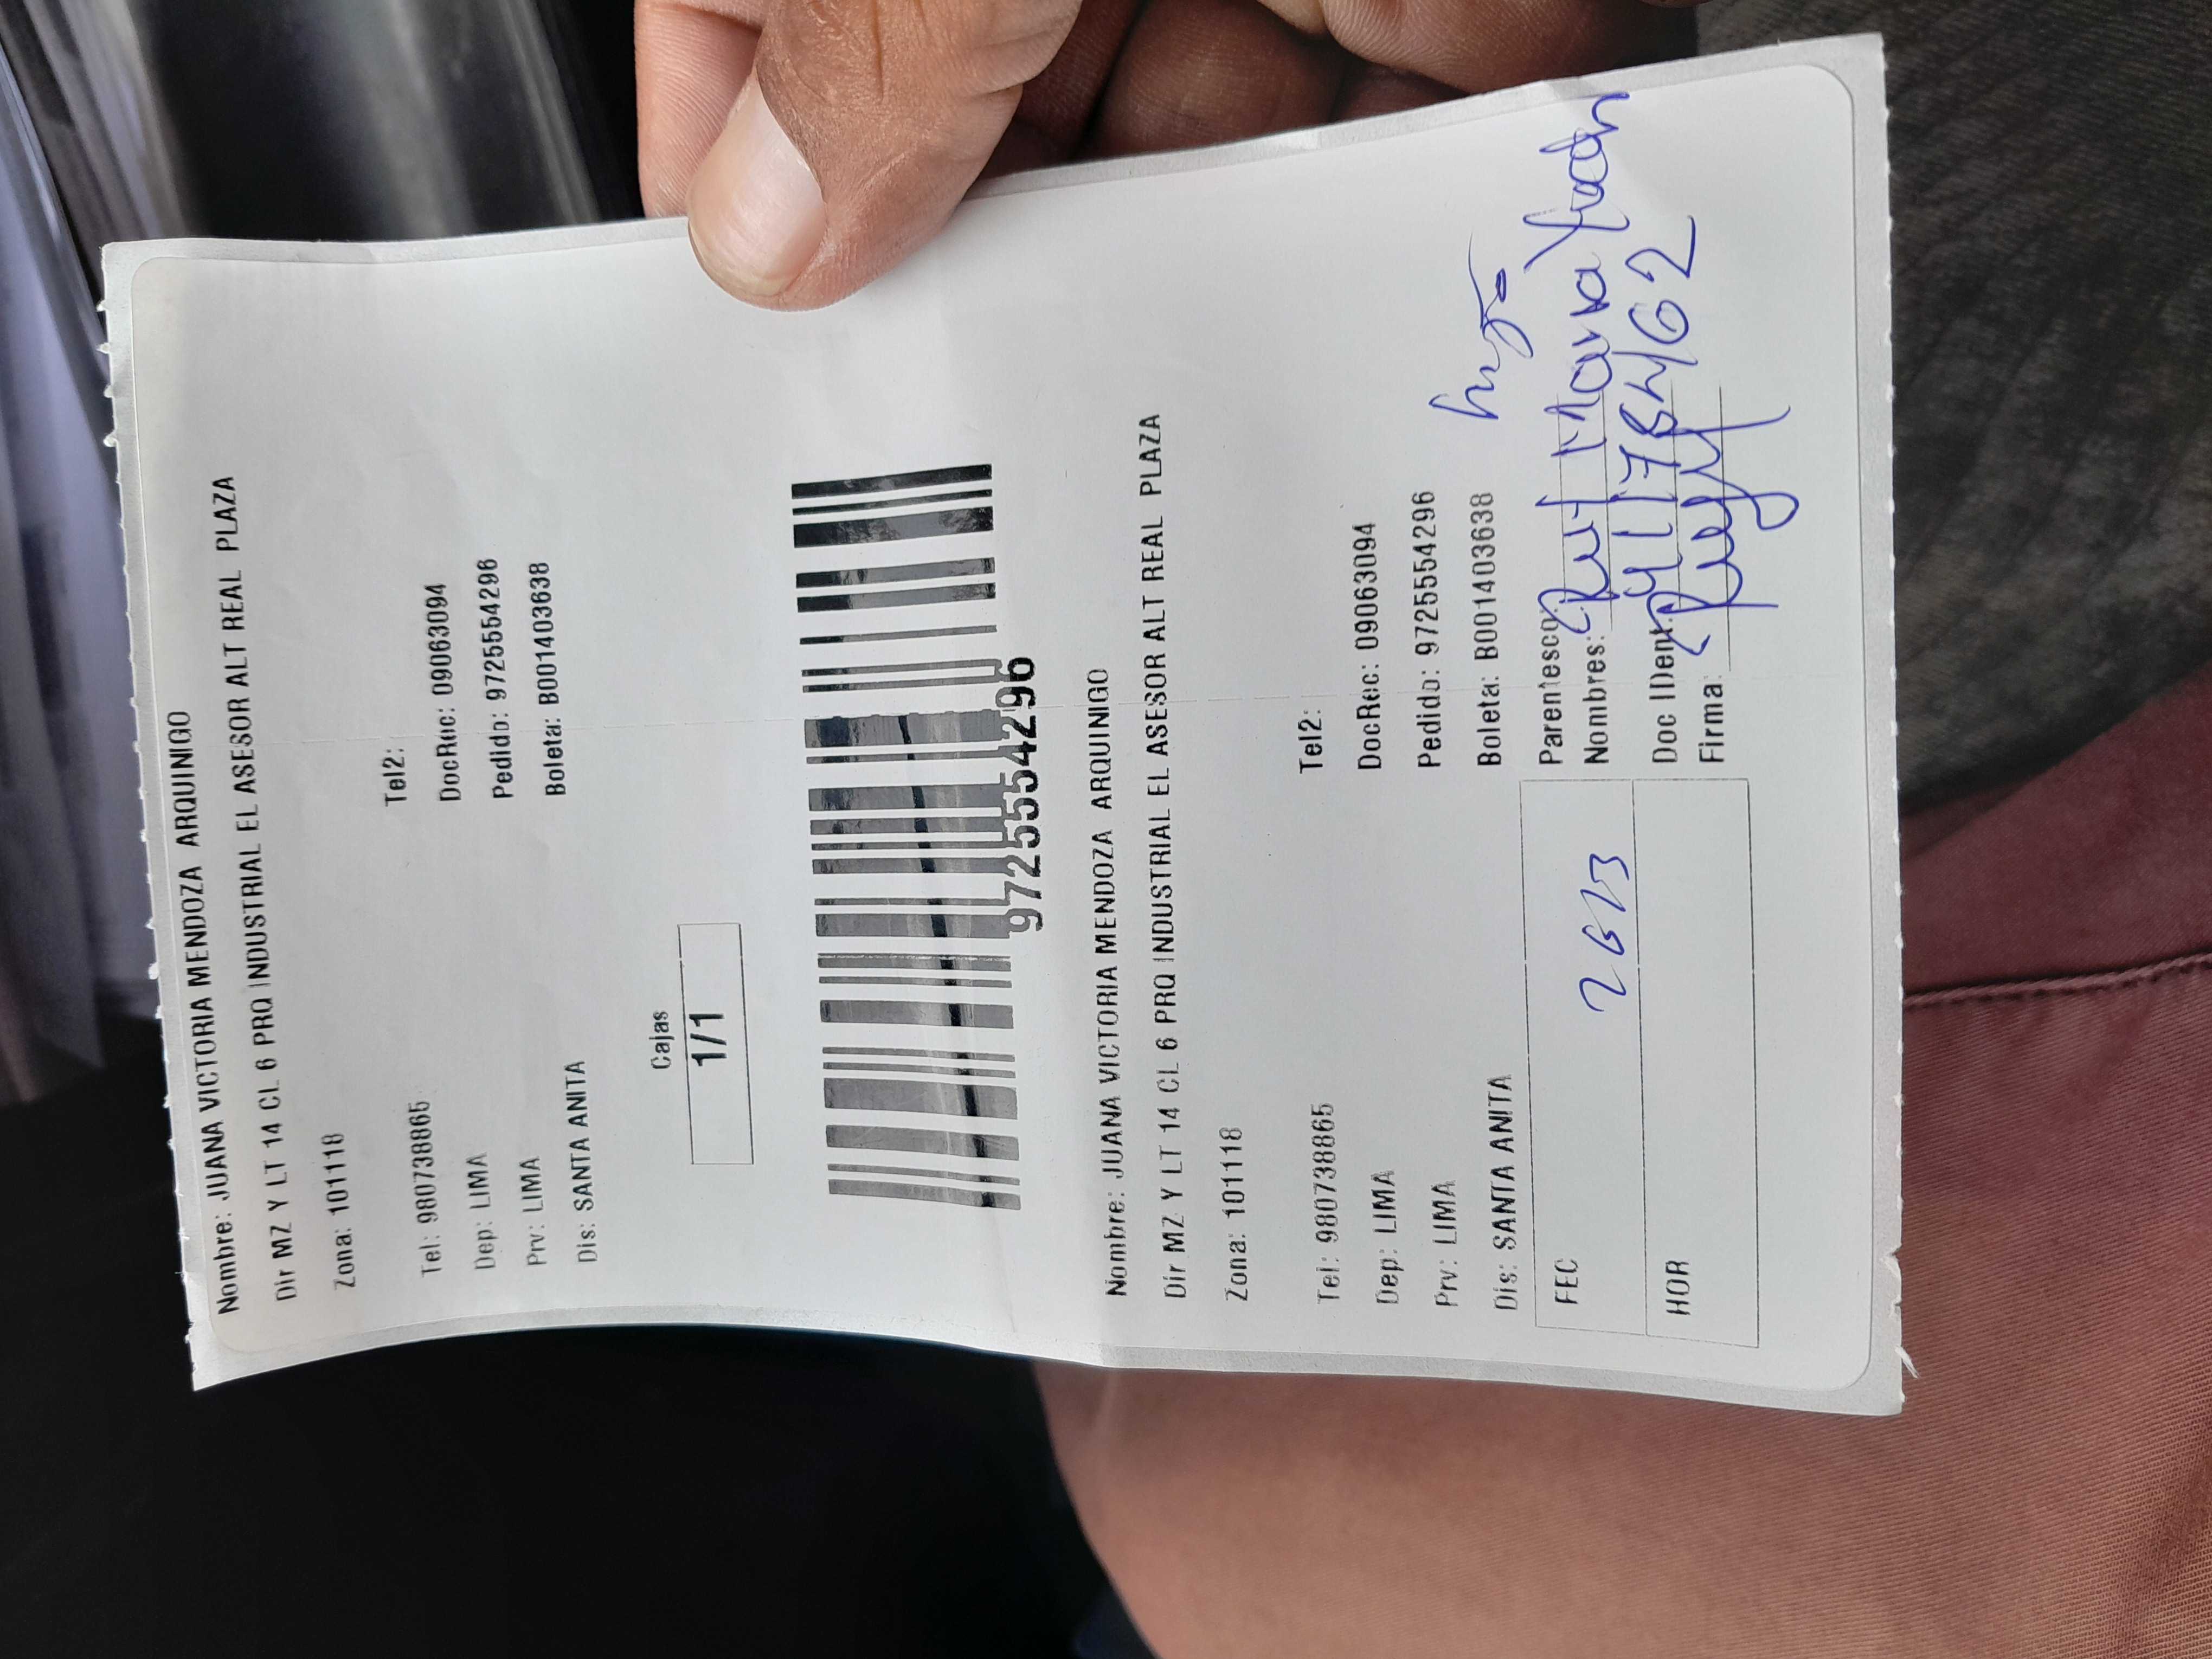 Nombre: JUANA VICTORIA MENDOZA ARQUINIGO
Dir MZ Y LT 14 CL 6 PRQ INDUSTRIAL EL ASESOR ALT REAL PLAZA
Zona: 101118
Tel2:
Tel: 980738865
DocRec: 09063094
Dep: LIMA
Pedido: 9725554296
Prv: LIMA
Boleta: B001403638
Dis: SANTA ANITA
Cajas
1/1
9725554296
Nombre: JUANA VICTORIA MENDOZA ARQUINIGO
Dir MZ Y LT 14 CL 6 PRQ INDUSTRIAL EL ASESOR ALT REAL PLAZA
Zona: 101118
Tel2:
Tel: 980738865
DocRec: 09063094
Dep: LIMA
Pedido: 9725554296
Prv: LIMA
Boleta: B001403638
Dis: SANTA ANITA
Parentesco:
FEC
Nombres:
Doc IDent:
HOR
Firma: